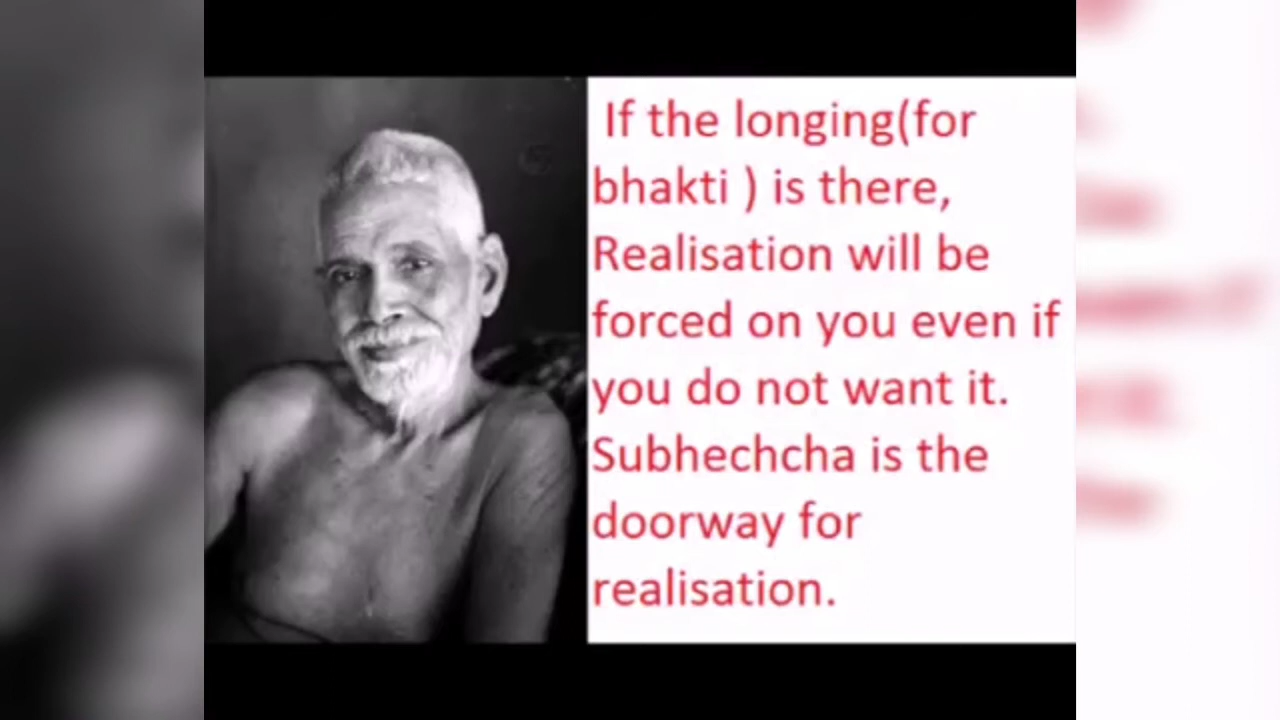 If the longing(for
bhakti ) is there,
Realisation will be
forced on you even if
you do not want it.
Subhechcha is the
doorway for
realisation.